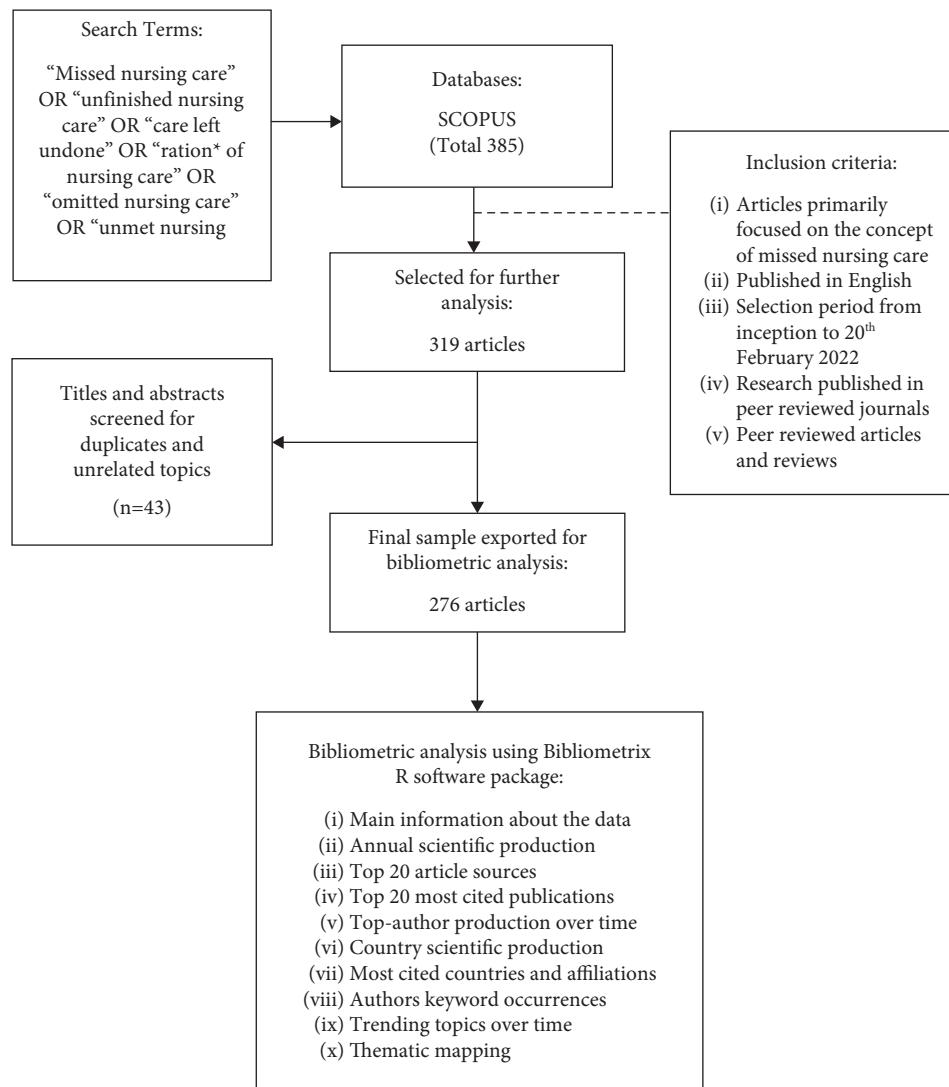 Search Terms:
“Missed nursing care”
OR “unfinished nursing
care” OR “care left
undone” OR “ration* of
nursing care” OR
“omitted nursing care”
OR “unmet nursing
Databases:
SCOPUS
(Total 385)
Inclusion criteria:
(i) Articles primarily
focused on the concept
of missed nursing care
(ii) Published in English
(iii) Selection period from
inception to 20th
February 2022
(iv) Research published in
peer reviewed journals
(v) Peer reviewed articles
and reviews
Selected for further
analysis:
319 articles
Titles and abstracts
screened for
duplicates and
unrelated topics
(n=43)
Final sample exported for
bibliometric analysis:
276 articles
Bibliometric analysis using Bibliometrix
R software package:
(i) Main information about the data
(ii) Annual scientific production
(iii) Top 20 article sources
(iv) Top 20 most cited publications
(v) Top-author production over time
(vi) Country scientific production
(vii) Most cited countries and affiliations
(viii) Authors keyword occurrences
(ix) Trending topics over time
(x) Thematic mapping